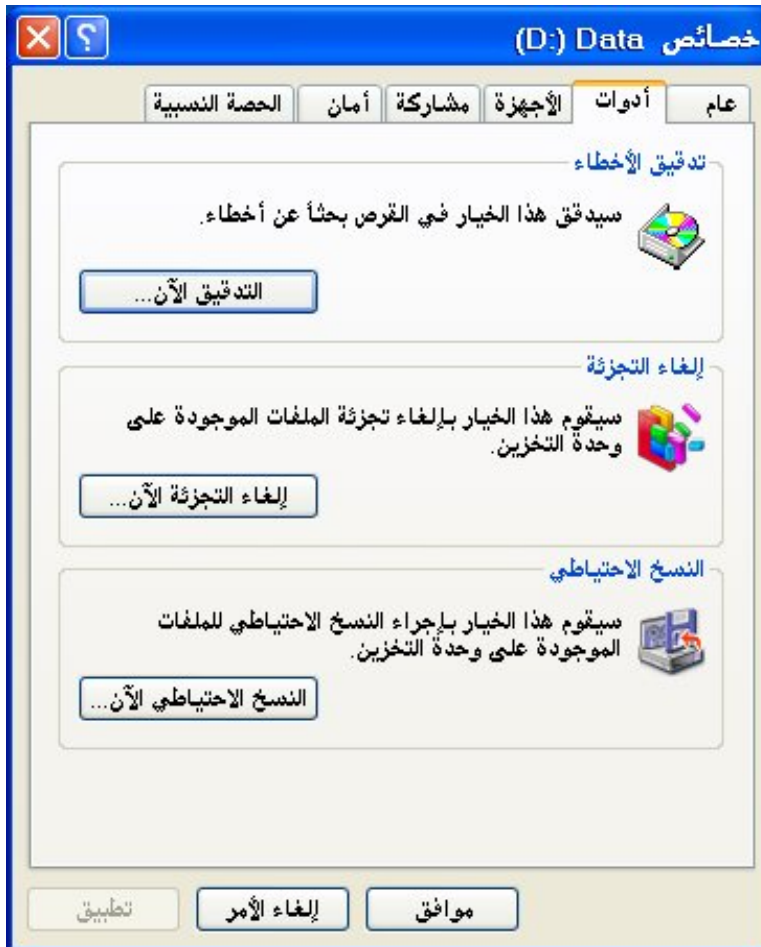 خصائص Data (D:)
عام
أدوات
الأجهزة
مشاركة
أمان
الحصة النسبية
تدقيق الأخطاء
سيدقق هذا الخيار في القرص بحثاً عن أخطاء.
التدقيق الآن...
إلغاء التجزئة
سيقوم هذا الخيار بإلغاء تجزئة الملفات الموجودة على
وحدة التخزين.
إلغاء التجزئة الآن...
النسخ الاحتياطي
سيقوم هذا الخيار بإجراء النسخ الاحتياطي للملفات
الموجودة على وحدة التخزين.
النسخ الاحتياطي الآن...
موافق
إلغاء الأمر
تطبيق